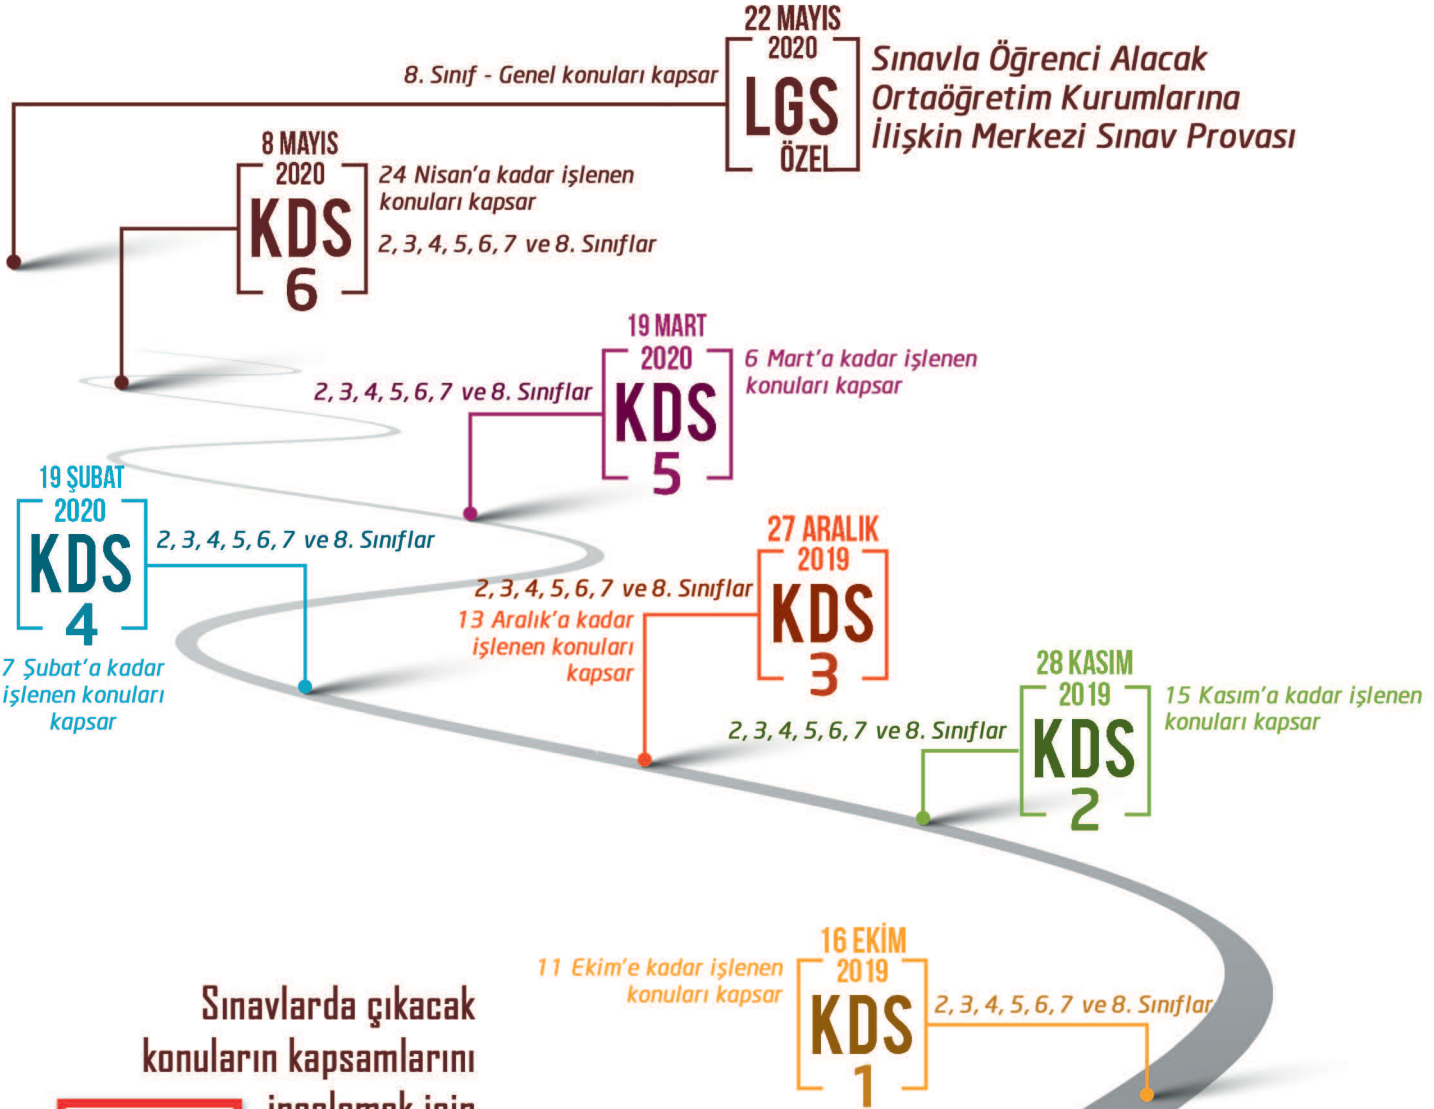 22 MAYIS
2020
LGS
ÖZEL
8. Sınıf - Genel konuları kapsar
Sınavla Öğrenci Alacak
Ortaöğretim Kurumlarına
İlişkin Merkezi Sınav Provası
8 MAYIS
2020
KDS
6
24 Nisan'a kadar işlenen
konuları kapsar
2, 3, 4, 5, 6, 7 ve 8. Sınıflar
19 MART
2020
KDS
5
6 Mart'a kadar işlenen
konuları kapsar
2, 3, 4, 5, 6, 7 ve 8. Sınıflar
19 ŞUBAT
2020
KDS
4
2, 3, 4, 5, 6, 7 ve 8. Sınıflar
7 Şubat'a kadar
işlenen konuları
kapsar
27 ARALIK
2019
KDS
3
2, 3, 4, 5, 6, 7 ve 8. Sınıflar
13 Aralık'a kadar
işlenen konuları
kapsar
28 KASIM
2019
KDS
2
15 Kasım'a kadar işlenen
konuları kapsar
2, 3, 4, 5, 6, 7 ve 8. Sınıflar
16 EKİM
2019
KDS
1
11 Ekim'e kadar işlenen
konuları kapsar
2, 3, 4, 5, 6, 7 ve 8. Sınıflar
Sınavlarda çıkacak
konuların kapsamlarını
incelemek için